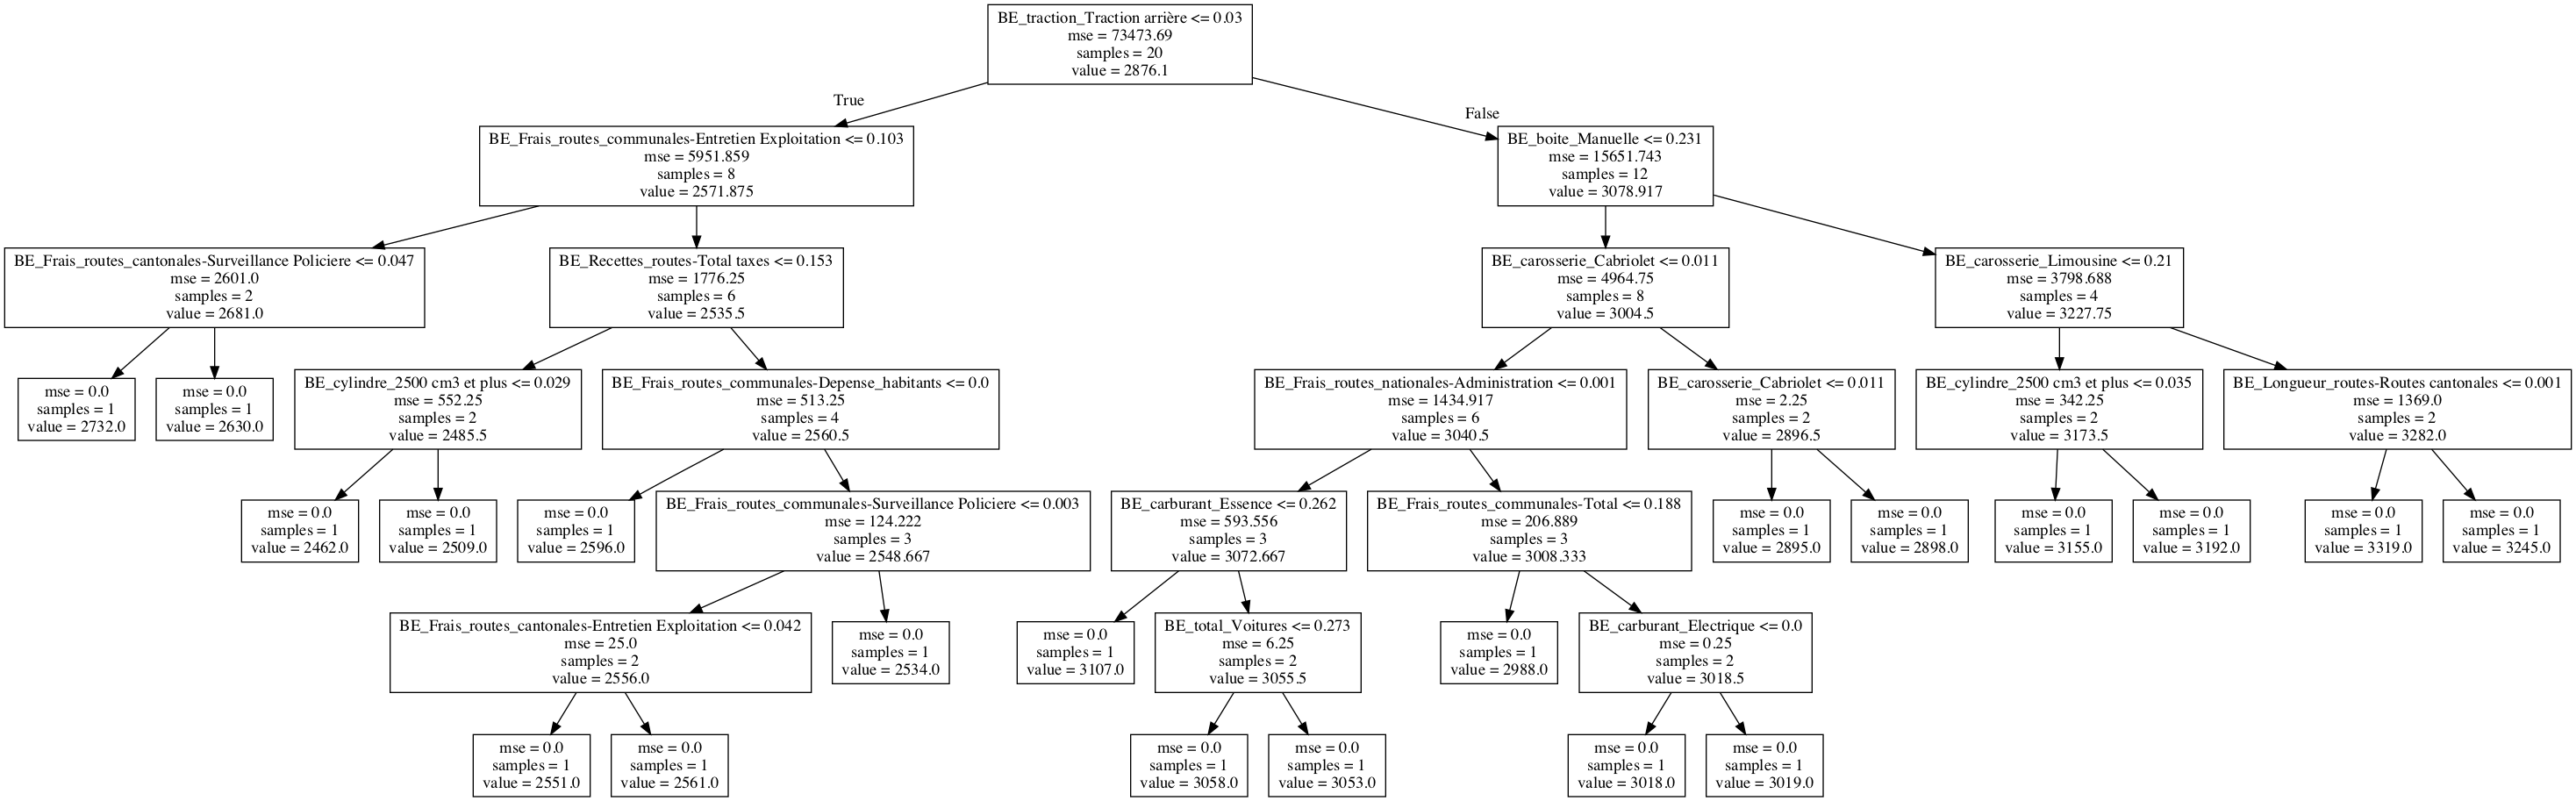 BE_traction_Traction arrière <= 0.03
mse = 73473.69
samples = 20
value = 2876.1
True
False
BE_Frais_routes_communales-Entretien Exploitation <= 0.103
mse = 5951.859
samples = 8
value = 2571.875
BE_boite_Manuelle <= 0.231
mse = 15651.743
samples = 12
value = 3078.917
BE_Frais_routes_cantonales-Surveillance Policiere <= 0.047
mse = 2601.0
samples = 2
value = 2681.0
BE_Recettes_routes-Total taxes <= 0.153
mse = 1776.25
samples = 6
value = 2535.5
BE_carosserie_Cabriolet <= 0.011
mse = 4964.75
samples = 8
value = 3004.5
BE_carosserie_Limousine <= 0.21
mse = 3798.688
samples = 4
value = 3227.75
mse = 0.0
samples = 1
value = 2732.0
mse = 0.0
samples = 1
value = 2630.0
BE_cylindre_2500 cm3 et plus <= 0.029
mse = 552.25
samples = 2
value = 2485.5
BE_Frais_routes_communales-Depense_habitants <= 0.0
mse = 513.25
samples = 4
value = 2560.5
BE_Frais_routes_nationales-Administration <= 0.001
mse = 1434.917
samples = 6
value = 3040.5
BE_carosserie_Cabriolet <= 0.011
mse = 2.25
samples = 2
value = 2896.5
BE_cylindre_2500 cm3 et plus <= 0.035
mse = 342.25
samples = 2
value = 3173.5
BE_Longueur_routes-Routes cantonales <= 0.001
mse = 1369.0
samples = 2
value = 3282.0
mse = 0.0
samples = 1
value = 2462.0
mse = 0.0
samples = 1
value = 2509.0
mse = 0.0
samples = 1
value = 2596.0
BE_Frais_routes_communales-Surveillance Policiere <= 0.003
mse = 124.222
samples = 3
value = 2548.667
BE_carburant_Essence <= 0.262
mse = 593.556
samples = 3
value = 3072.667
BE_Frais_routes_communales-Total <= 0.188
mse = 206.889
samples = 3
value = 3008.333
mse = 0.0
samples = 1
value = 2895.0
mse = 0.0
samples = 1
value = 2898.0
mse = 0.0
samples = 1
value = 3155.0
mse = 0.0
samples = 1
value = 3192.0
mse = 0.0
samples = 1
value = 3319.0
mse = 0.0
samples = 1
value = 3245.0
BE_Frais_routes_cantonales-Entretien Exploitation <= 0.042
mse = 25.0
samples = 2
value = 2556.0
mse = 0.0
samples = 1
value = 2534.0
mse = 0.0
samples = 1
value = 3107.0
BE_total_Voitures <= 0.273
mse = 6.25
samples = 2
value = 3055.5
mse = 0.0
samples = 1
value = 2988.0
BE_carburant_Electrique <= 0.0
mse = 0.25
samples = 2
value = 3018.5
mse = 0.0
samples = 1
value = 2551.0
mse = 0.0
samples = 1
value = 2561.0
mse = 0.0
samples = 1
value = 3058.0
mse = 0.0
samples = 1
value = 3053.0
mse = 0.0
samples = 1
value = 3018.0
mse = 0.0
samples = 1
value = 3019.0